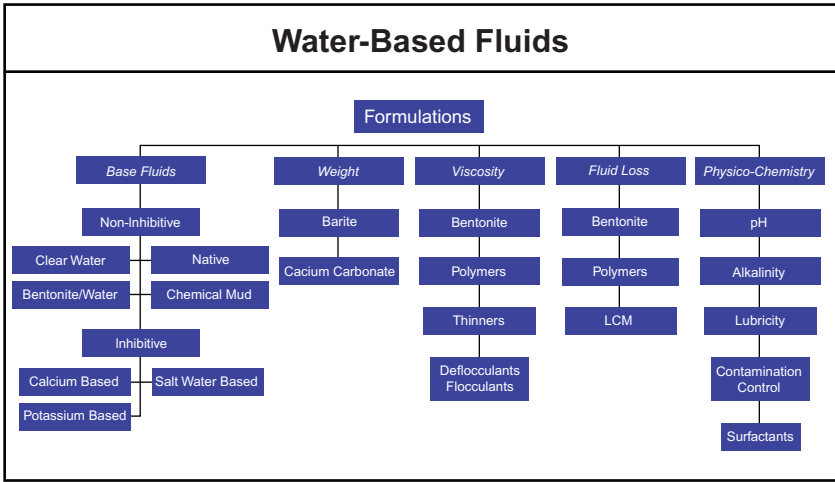 Water-Based Fluids
Formulations
Base Fluids
Weight
Viscosity
Fluid Loss
Physico-Chemistry
Non-Inhibitive
Barite
Bentonite
Bentonite
pH
Clear Water
Native
Cacium Carbonate
Polymers
Polymers
Alkalinity
Bentonite/Water
Chemical Mud
Thinners
LCM
Lubricity
Inhibitive
Calcium Based
Salt Water Based
Deflocculants
Flocculants
Contamination
Control
Potassium Based
Surfactants